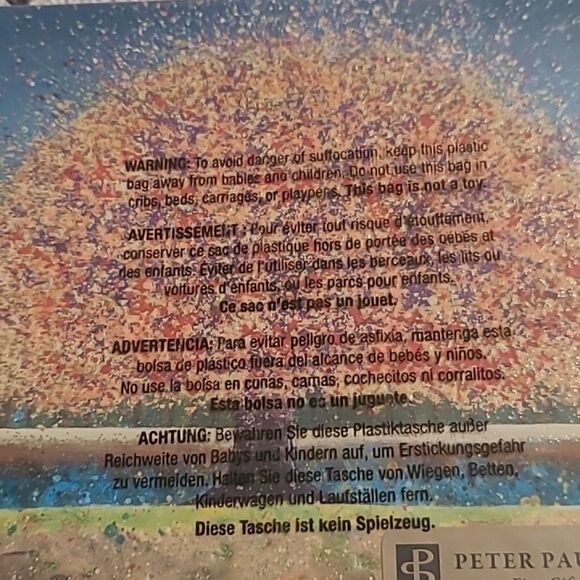 WARNING: To avoid danger of suffocation, keep this plastic
bag away from babies and children. Do not use this bag in
cribs, beds, carriages, or playpens. This bag is not a toy.
AVERTISSEMENT : Pour éviter tout risque d'étouffement,
conserver ce sac de plastique hors de portée des bébés et
des enfants. Éviter de l'utiliser dans les berceaux, les lits ou
voitures d'enfants, ou les parcs pour enfants.
Ce sac n'est pas un jouet.
ADVERTENCIA: Para evitar peligro de asfixia, mantenga esta
bolsa de plástico fuera del alcance de bebés y niños.
No use la bolsa en cunas, camas, cochecitos ni corralitos.
Esta bolsa no es un juguete.
ACHTUNG: Bewahren Sie diese Plastiktasche außer
Reichweite von Babys und Kindern auf, um Erstickungsgefahr
zu vermeiden. Halten Sie diese Tasche von Wiegen, Betten,
Kinderwagen und Laufställen fern.
Diese Tasche ist kein Spielzeug.
PETER PA